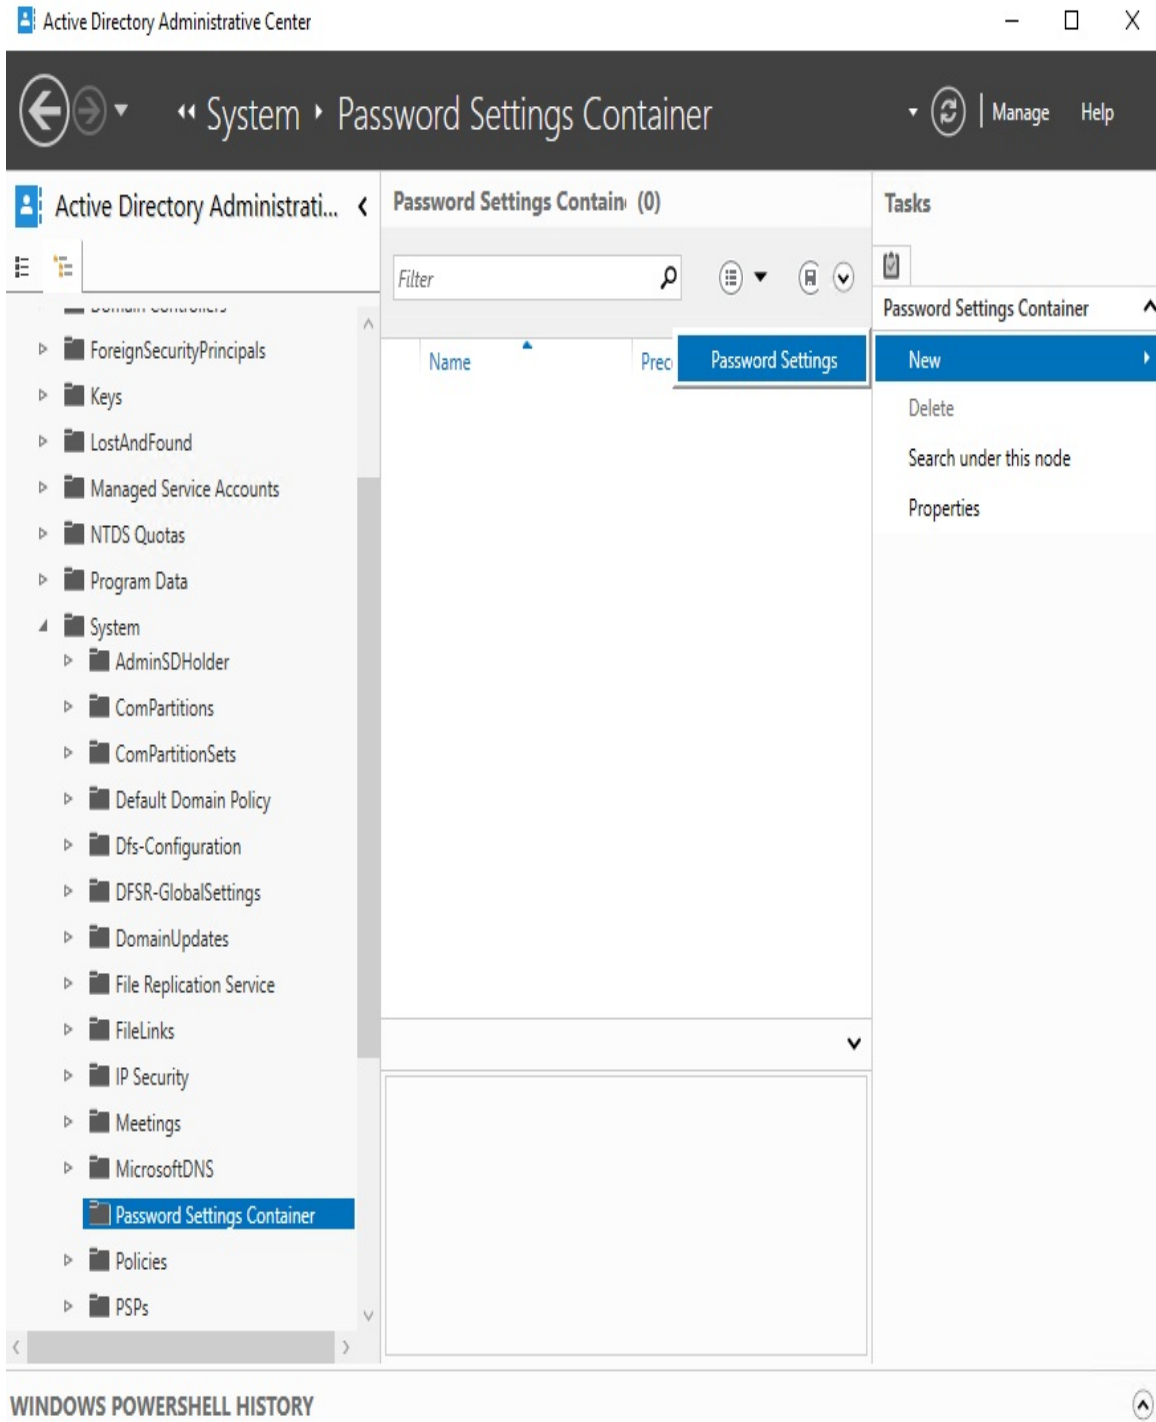 Active Directory Administrative Center
System
Password Settings Container
Manage
Help
Active Directory Administrati...
Domain Controllers
ForeignSecurityPrincipals
Keys
LostAndFound
Managed Service Accounts
NTDS Quotas
Program Data
System
AdminSDHolder
ComPartitions
ComPartitionSets
Default Domain Policy
Dfs-Configuration
DFSR-GlobalSettings
DomainUpdates
File Replication Service
FileLinks
IP Security
Meetings
MicrosoftDNS
Password Settings Container
Policies
PSPs
Password Settings Contain (0)
Filter
Name
Prec
Password Settings
Tasks
Password Settings Container
New
Delete
Search under this node
Properties
WINDOWS POWERSHELL HISTORY